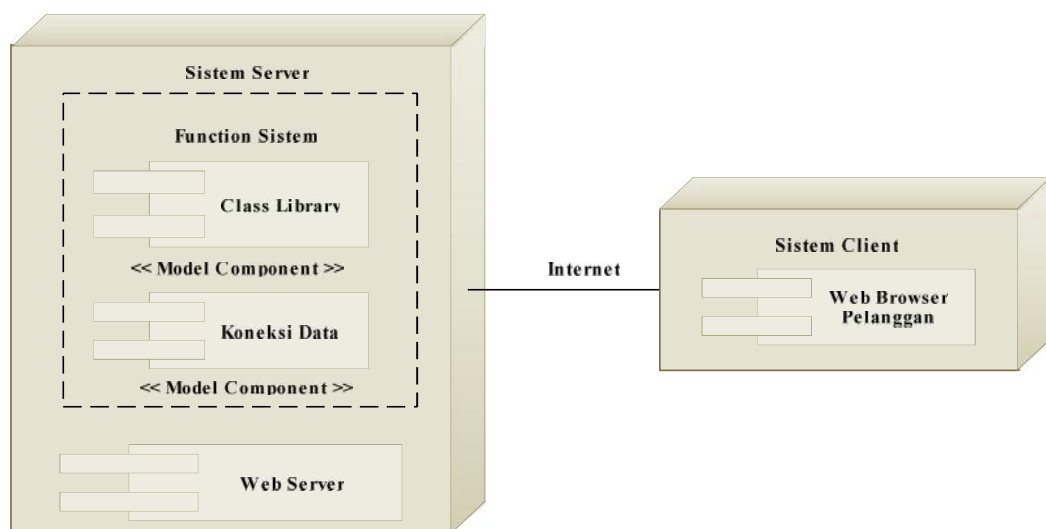 Sistem Server
Function Sistem
Class Library
<< Model Component >>
Koneksi Data
<< Model Component >>
Web Server
Internet
Sistem Client
Web Browser
Pelanggan